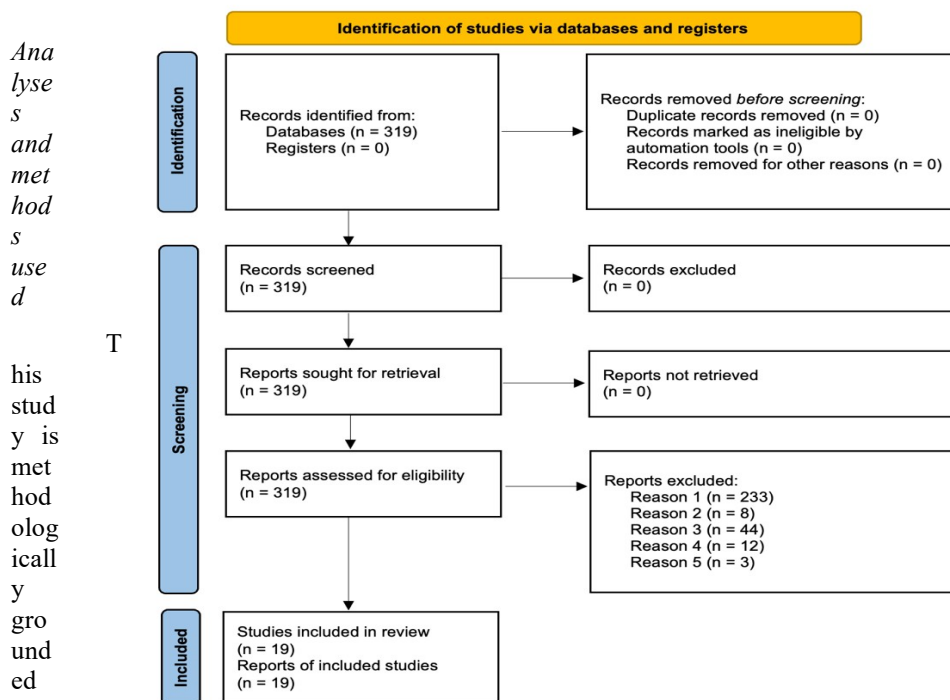 Identification of studies via databases and registers
Ana
lyse
s
and
met
hod
s
use
d
T
his
stud
y is
met
hod
olog
icall
y
gro
und
ed
Identification
Records identified from:
Databases (n = 319)
Registers (n = 0)
Records removed before screening:
Duplicate records removed (n = 0)
Records marked as ineligible by
automation tools (n = 0)
Records removed for other reasons (n = 0)
Screening
Records screened
(n = 319)
Records excluded
(n = 0)
Reports sought for retrieval
(n = 319)
Reports not retrieved
(n = 0)
Reports assessed for eligibility
(n = 319)
Reports excluded:
Reason 1 (n = 233)
Reason 2 (n = 8)
Reason 3 (n = 44)
Reason 4 (n = 12)
Reason 5 (n = 3)
Included
Studies included in review
(n = 19)
Reports of included studies
(n = 19)